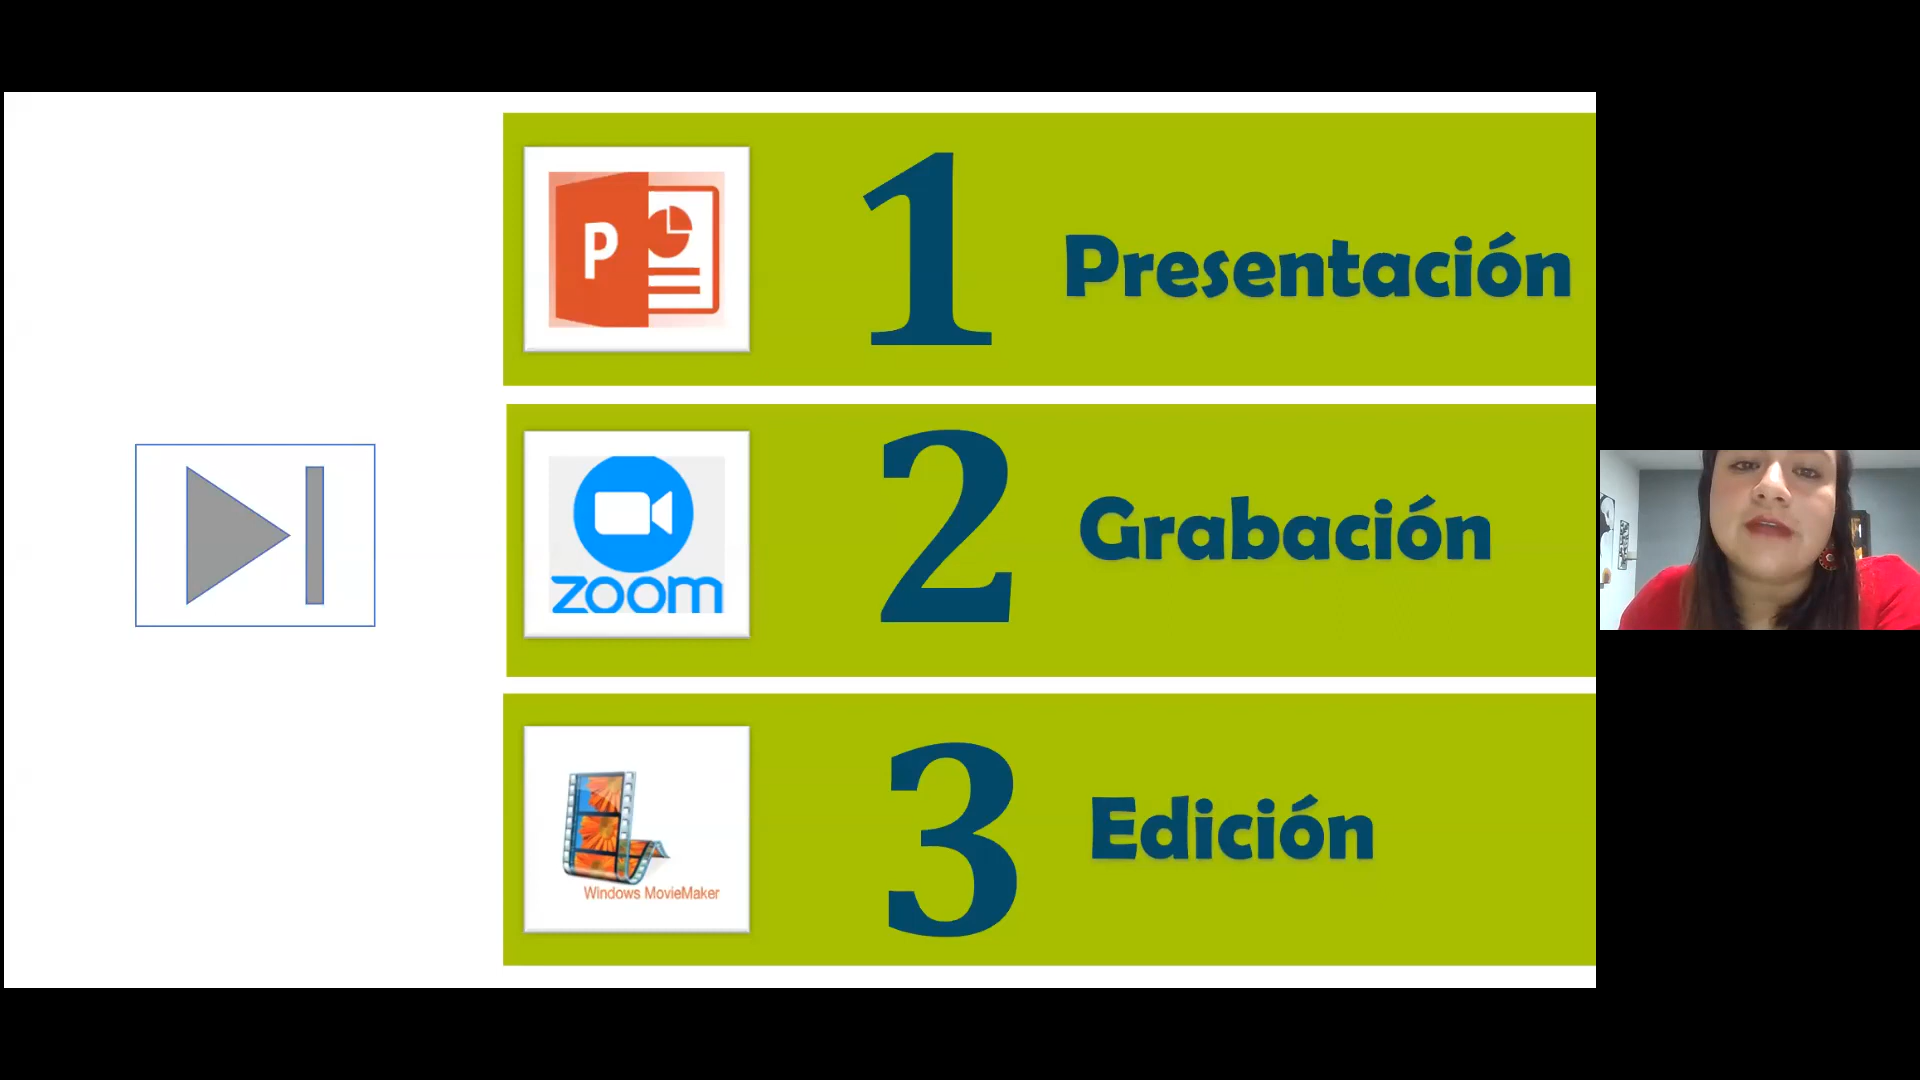 P
1
Presentación
zoom
2
Grabación
Windows MovieMaker
3
Edición